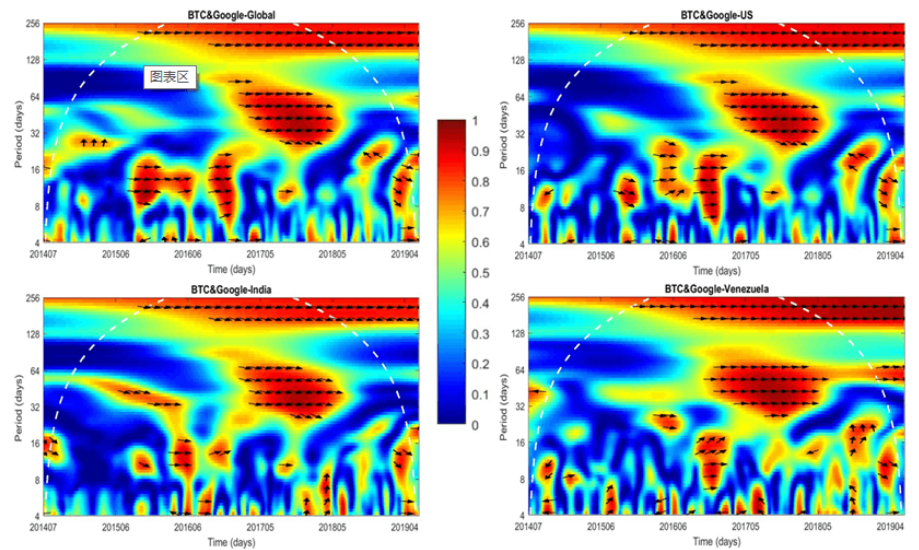 BTC&Google-Global
256
128
64
32
16
8
4
Period (days)
图表区
201407 201506 201606 201705 201805 201904
Time (days)
BTC&Google-US
256
128
64
32
16
8
4
Period (days)
201407 201506 201606 201705 201805 201904
Time (days)
1
0.9
0.8
0.7
0.6
0.5
0.4
0.3
0.2
0.1
0
BTC&Google-India
256
128
64
32
16
8
4
Period (days)
201407 201506 201606 201705 201805 201904
Time (days)
BTC&Google-Venezuela
256
128
64
32
16
8
4
Period (days)
201407 201506 201606 201705 201805 201904
Time (days)